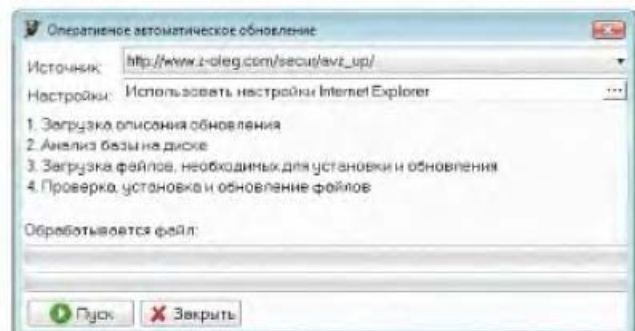 Оперативное автоматическое обновление
Источник: http://www.z-oleg.com/secur/avz_up/
Настройки: Использовать настройки Internet Explorer ...
1. Загрузка описания обновления
2. Анализ базы на диске
3. Загрузка файлов, необходимых для установки и обновления
4. Проверка, установка и обновление файлов
Обрабатывается файл:
Пуск Закрыть